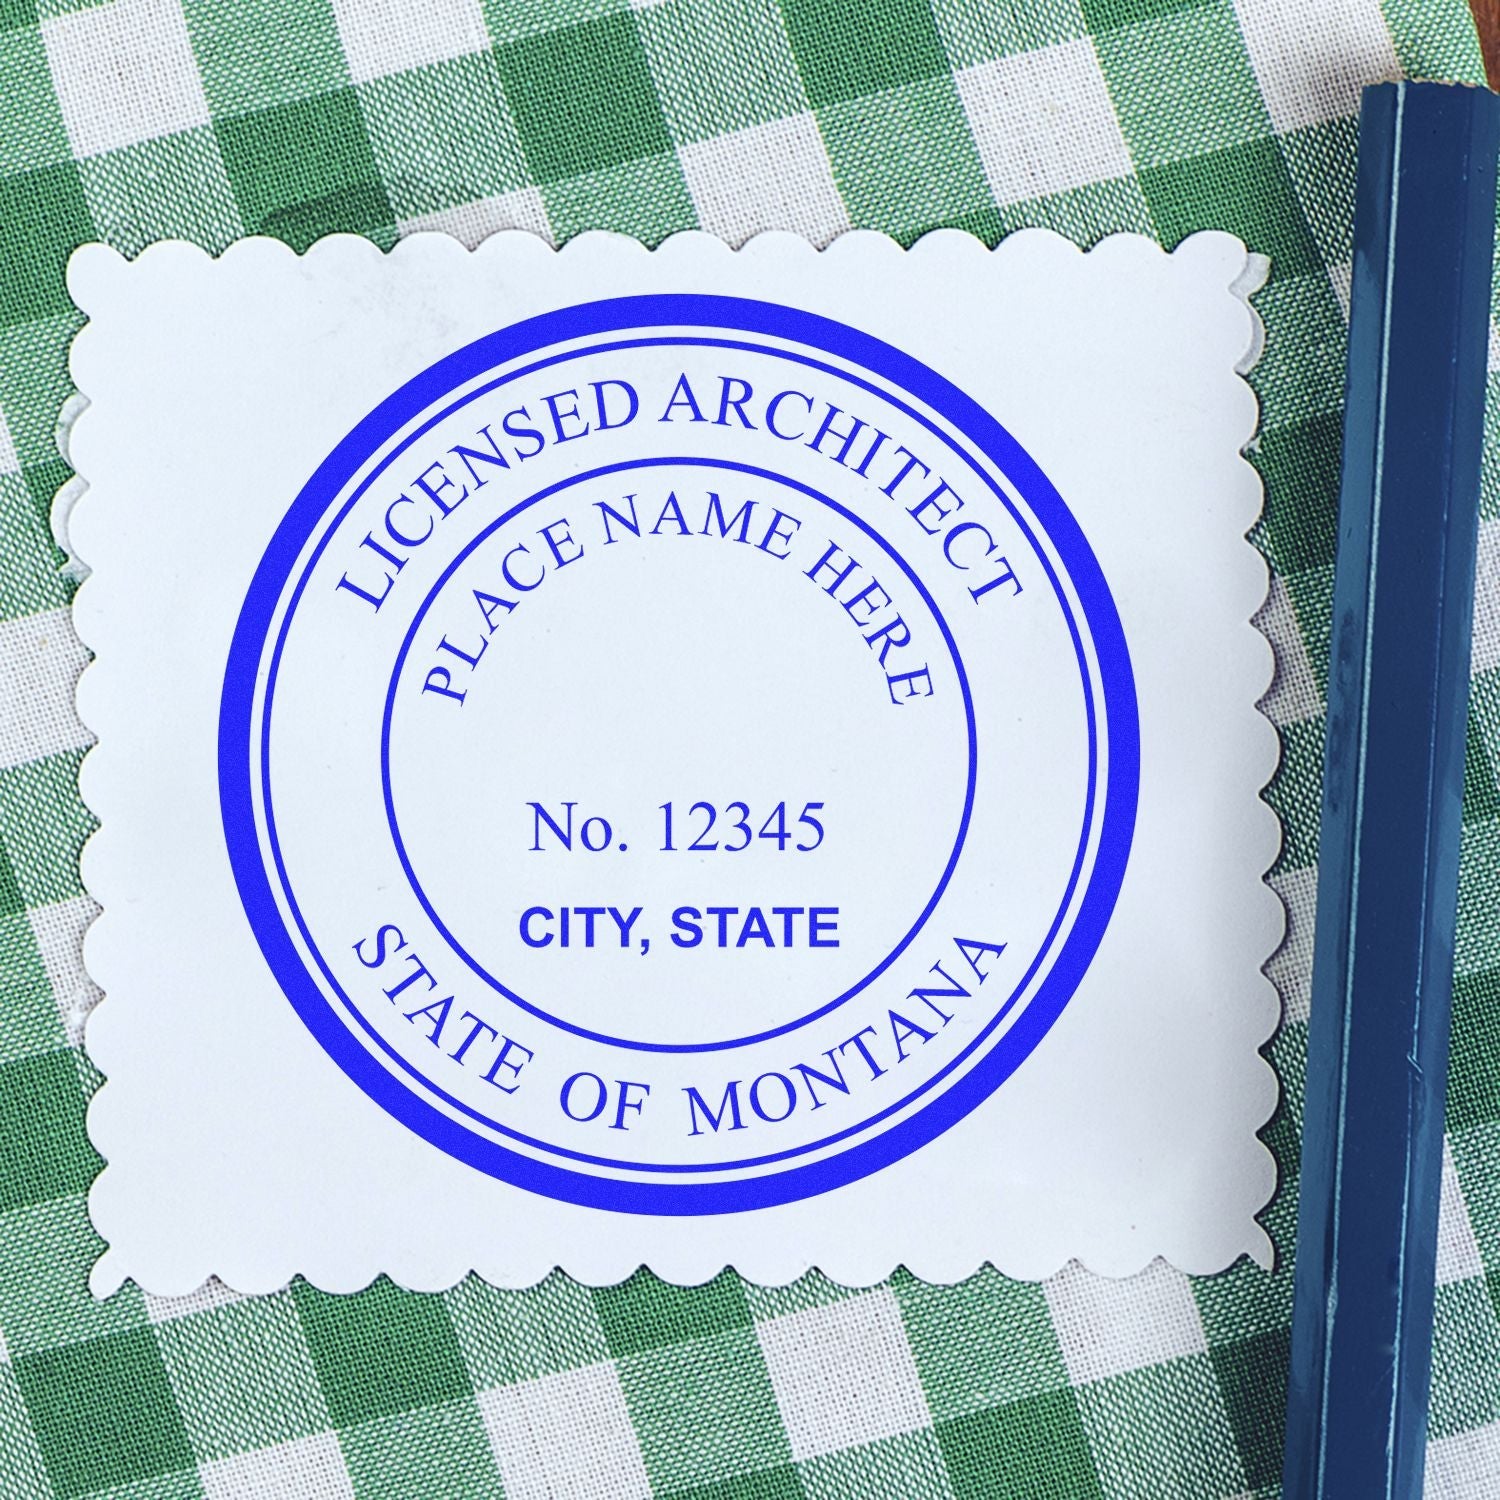 LICENSED ARCHITECT
PLACE NAME HERE
No. 12345
CITY, STATE
STATE OF MONTANA